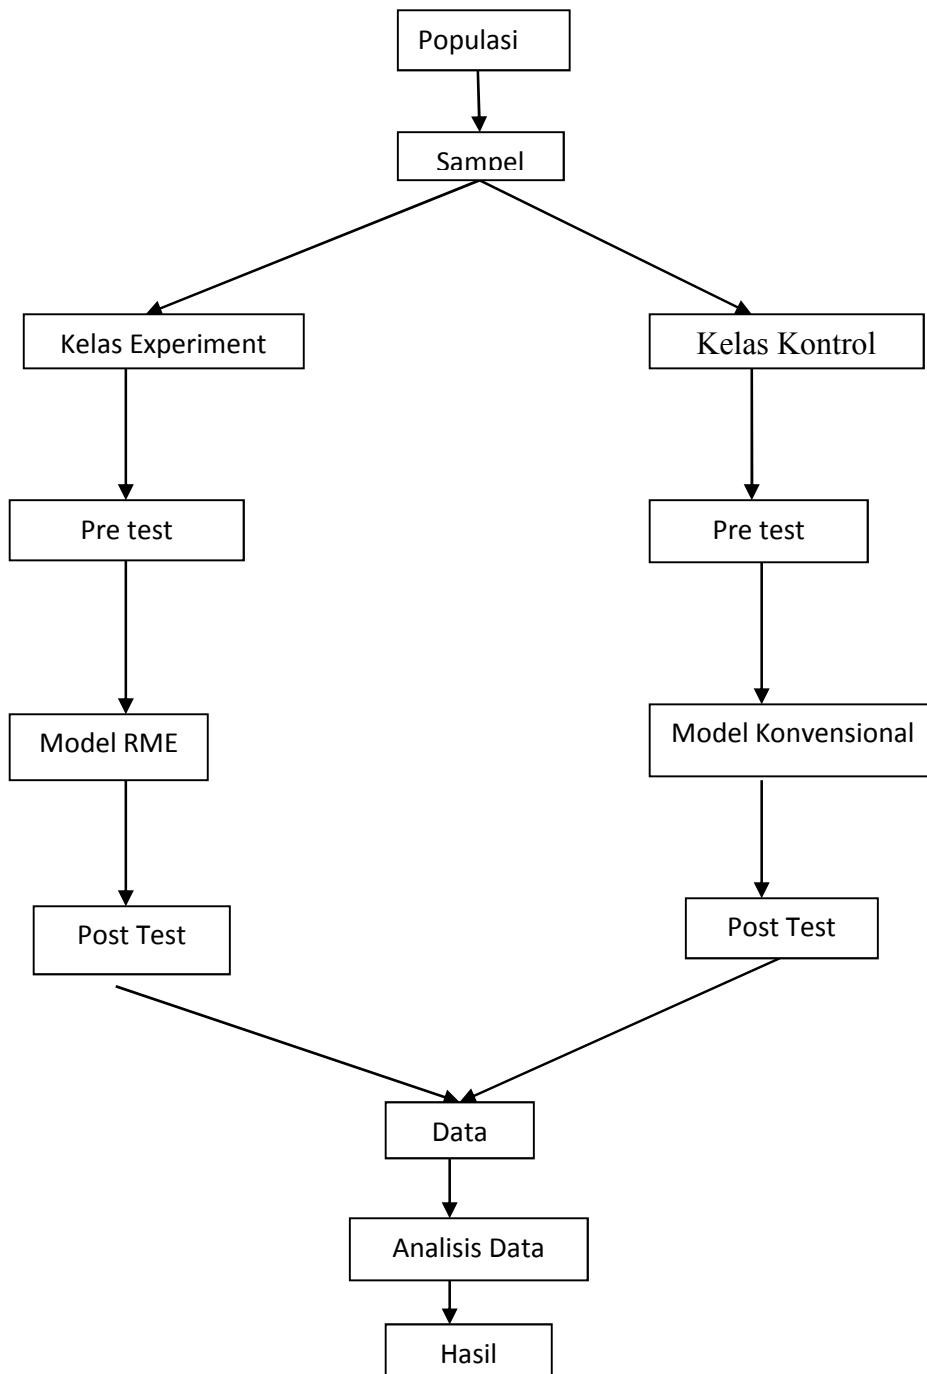 Populasi
Sampel
Kelas Experiment
Kelas Kontrol
Pre test
Pre test
Model RME
Model Konvensional
Post Test
Post Test
Data
Analisis Data
Hasil